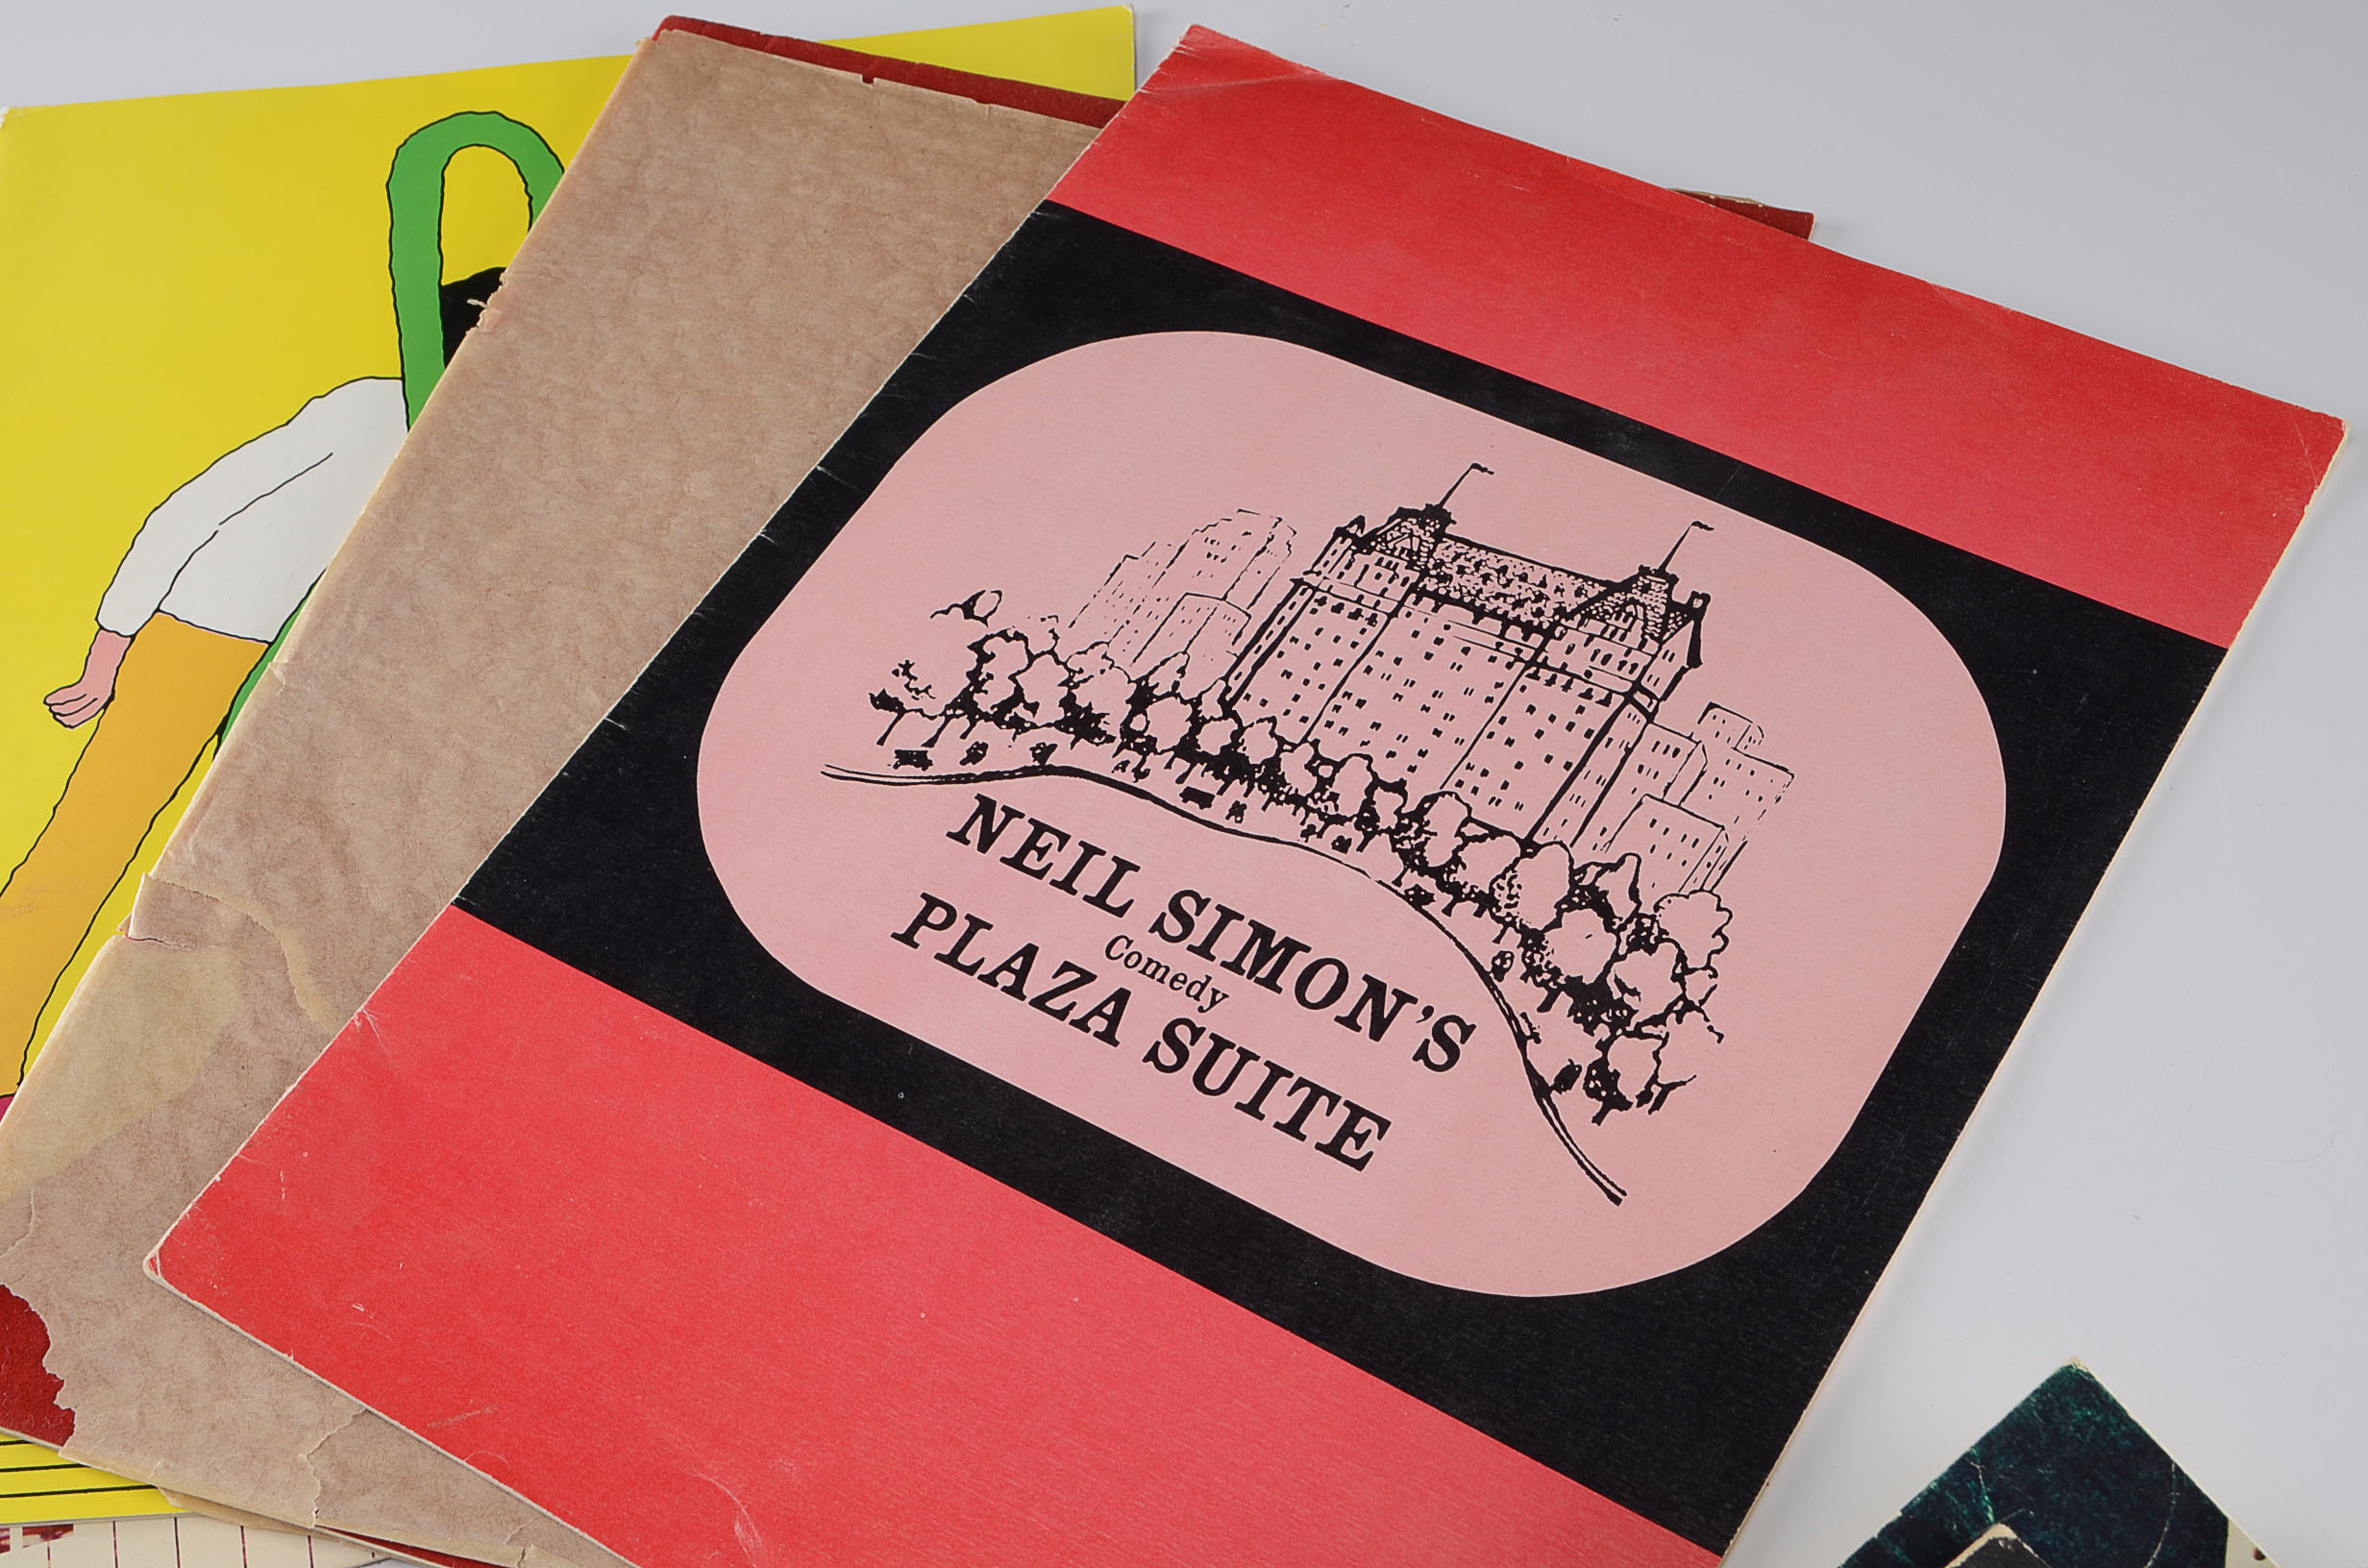 NEIL SIMON'S
Comedy
PLAZA SUITE